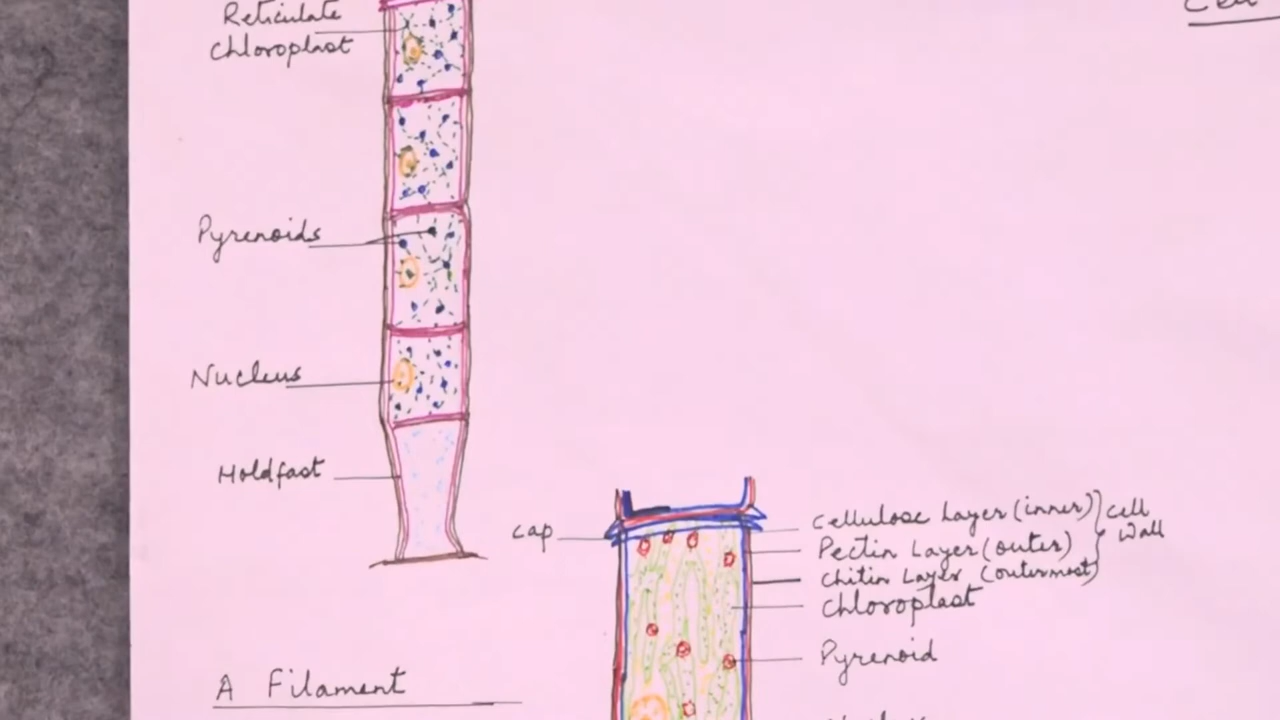 Cell
Reticulate
Chloroplast
Pyrenoids
Nucleus
Holdfast
A Filament
Cap
Cellulose Layer (inner)
Pectin Layer (outer)
Chitin Layer (outermost)
Cell
Wall
Chloroplast
Pyrenoid